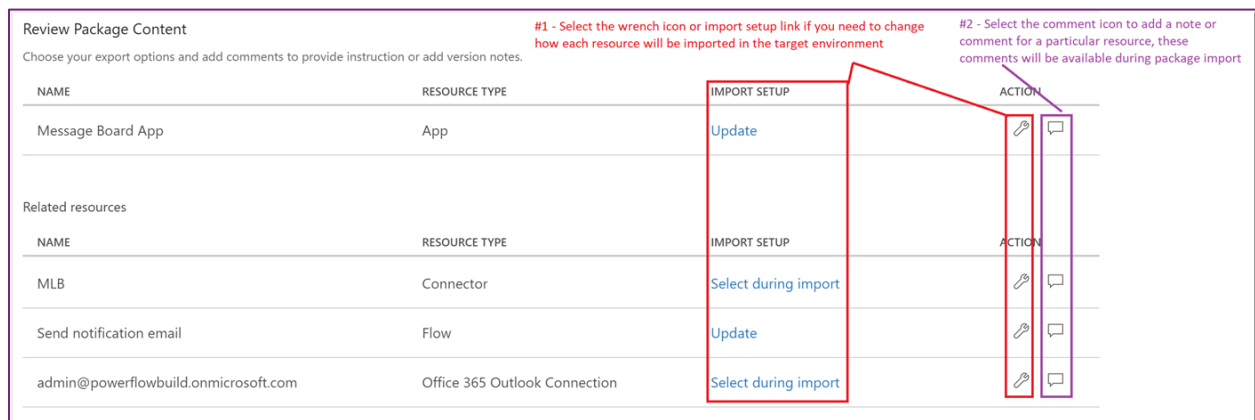 Review Package Content
#1 - Select the wrench icon or import setup link if you need to change
how each resource will be imported in the target environment
#2 - Select the comment icon to add a note or
comment for a particular resource, these
comments will be available during package import
Choose your export options and add comments to provide instruction or add version notes.
NAME RESOURCE TYPE IMPORT SETUP ACTION
Message Board App App Update
Related resources
NAME RESOURCE TYPE IMPORT SETUP ACTION
MLB Connector Select during import
Send notification email Flow Update
admin@powerflowbuild.onmicrosoft.com Office 365 Outlook Connection Select during import